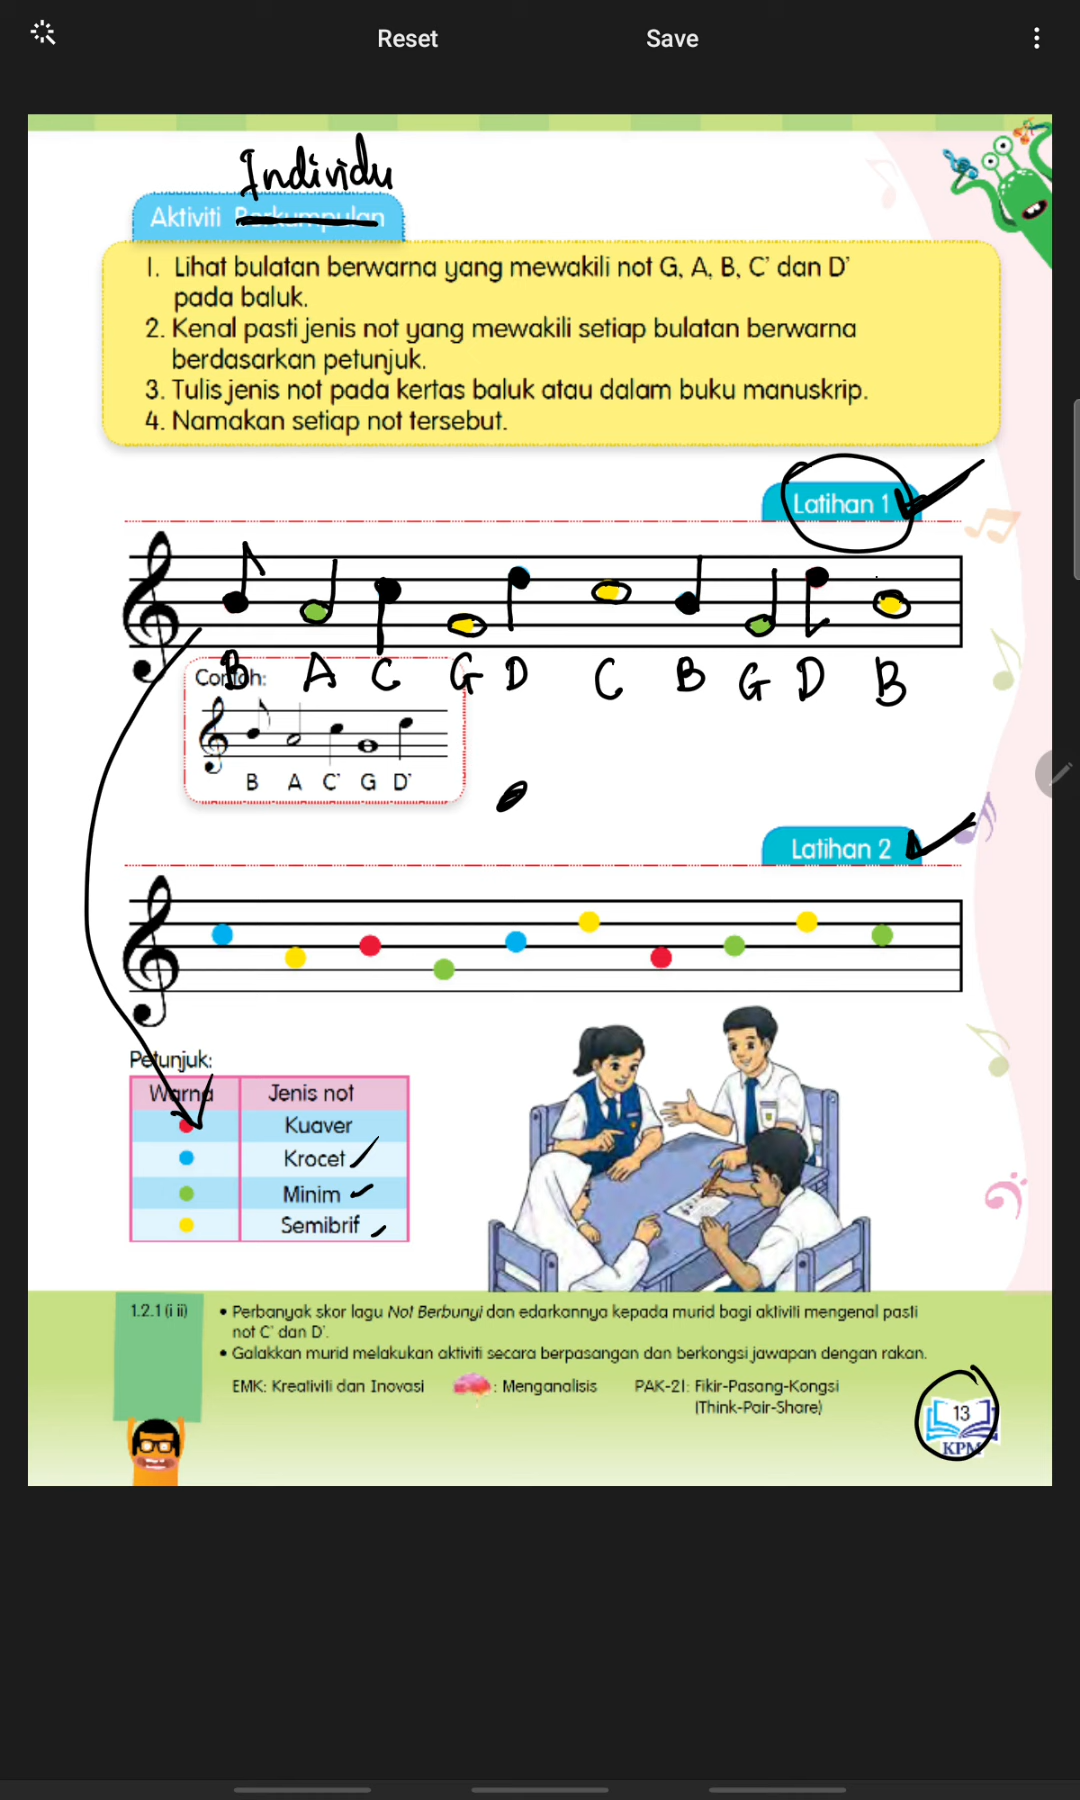 Reset Save
Individu
Aktiviti Berkumpulan
1. Lihat bulatan berwarna yang mewakili not G, A, B, C' dan D'
pada baluk.
2. Kenal pasti jenis not yang mewakili setiap bulatan berwarna
berdasarkan petunjuk.
3. Tulis jenis not pada kertas baluk atau dalam buku manuskrip.
4. Namakan setiap not tersebut.
Latihan 1
B A C G D C B G D B
Contoh:
B A C' G D'
Latihan 2
Petunjuk:
Warna Jenis not
Kuaver
Krocet
Minim
Semibrif
1.2.1 (i ii)
• Perbanyak skor lagu Not Berbunyi dan edarkannya kepada murid bagi aktiviti mengenal pasti
not C' dan D'.
• Galakkan murid melakukan aktiviti secara berpasangan dan berkongsi jawapan dengan rakan.
EMK: Kreativiti dan Inovasi : Menganalisis PAK-21: Fikir-Pasang-Kongsi
(Think-Pair-Share)
13
KPM